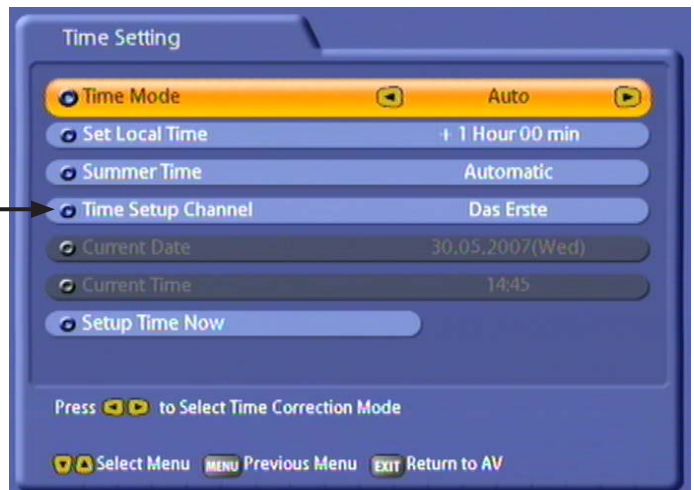 Time Setting
Time Mode Auto
Set Local Time + 1 Hour 00 min
Summer Time Automatic
Time Setup Channel Das Erste
Current Date 30.05.2007(Wed)
Current Time 14:45
Setup Time Now
Press to Select Time Correction Mode
Select Menu MENU Previous Menu EXIT Return to AV